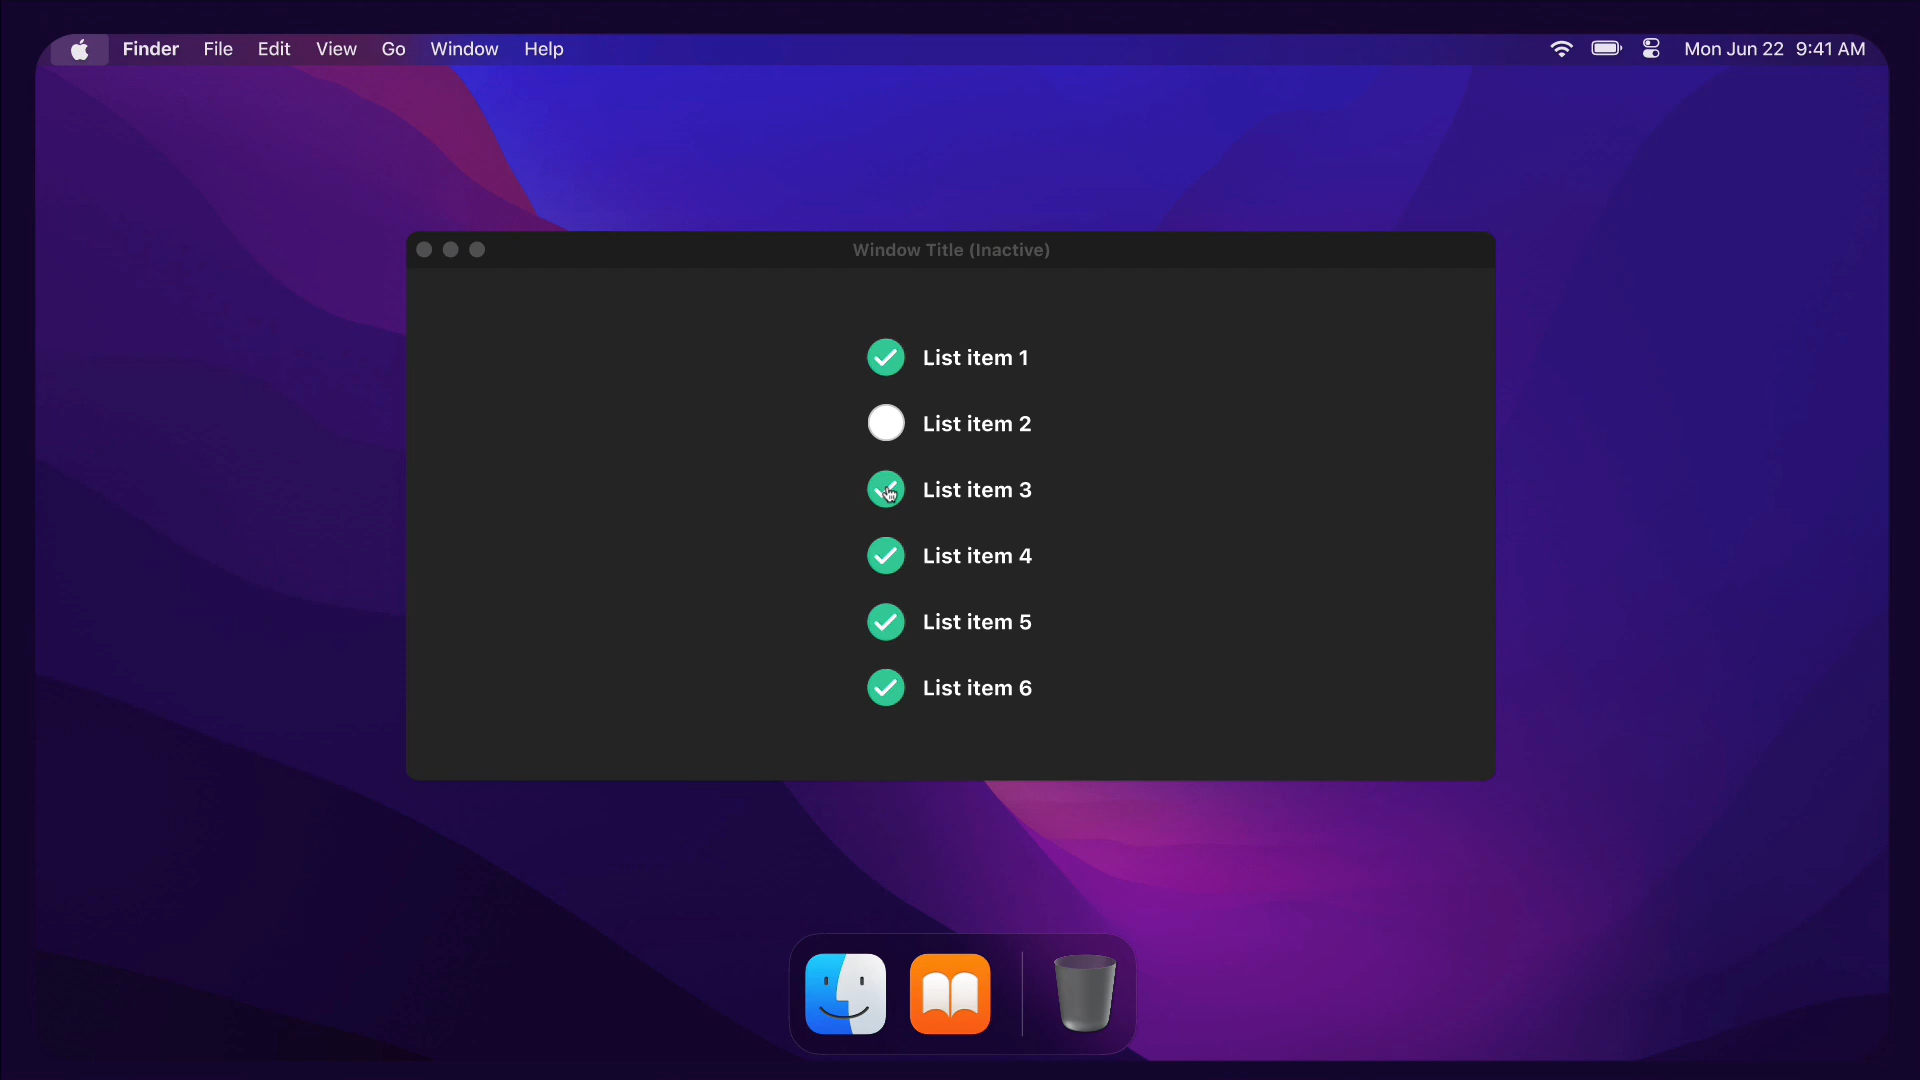 Finder File Edit View Go Window Help Mon Jun 22 9:41 AM
Window Title (Inactive)
List item 1
List item 2
List item 3
List item 4
List item 5
List item 6